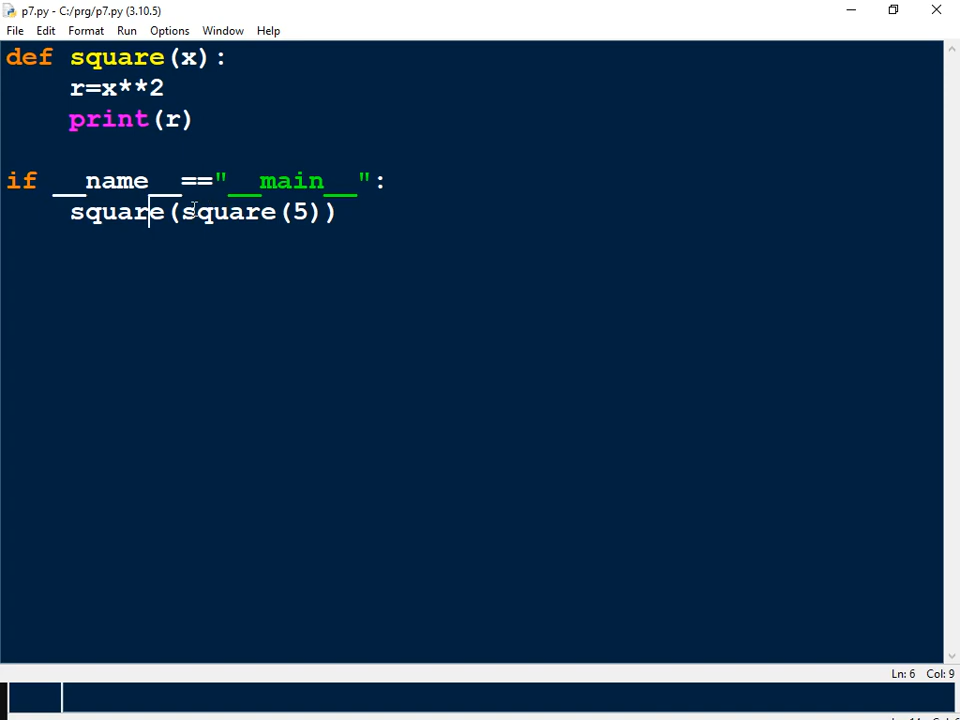 p7.py - C:/prg/p7.py (3.10.5)
File Edit Format Run Options Window Help
def square(x):
    r=x**2
    print(r)
if __name__=="__main__":
    square(square(5))
Ln: 6 Col: 9